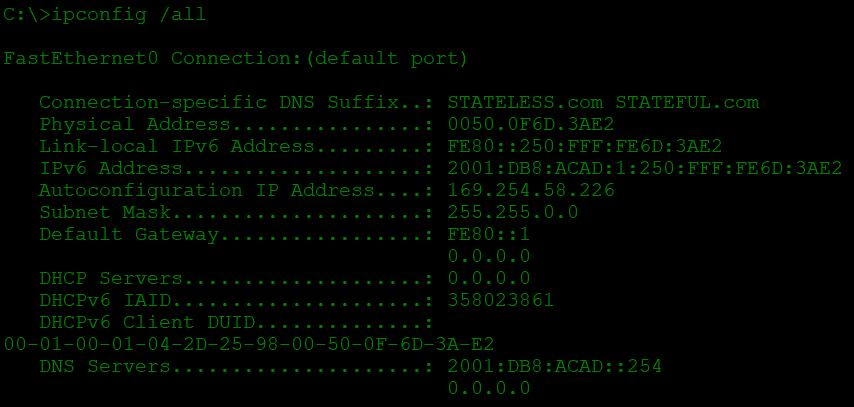 C:\>ipconfig /all
FastEthernet0 Connection:(default port)
Connection-specific DNS Suffix..: STATELESS.com STATEFUL.com
Physical Address................: 0050.0F6D.3AE2
Link-local IPv6 Address.........: FE80::250:FFF:FE6D:3AE2
IPv6 Address....................: 2001:DB8:ACAD:1:250:FFF:FE6D:3AE2
Autoconfiguration IP Address....: 169.254.58.226
Subnet Mask.....................: 255.255.0.0
Default Gateway.................: FE80::1
0.0.0.0
DHCP Servers....................: 0.0.0.0
DHCPv6 IAID.....................: 358023861
DHCPv6 Client DUID..............:
00-01-00-01-04-2D-25-98-00-50-0F-6D-3A-E2
DNS Servers.....................: 2001:DB8:ACAD::254
0.0.0.0